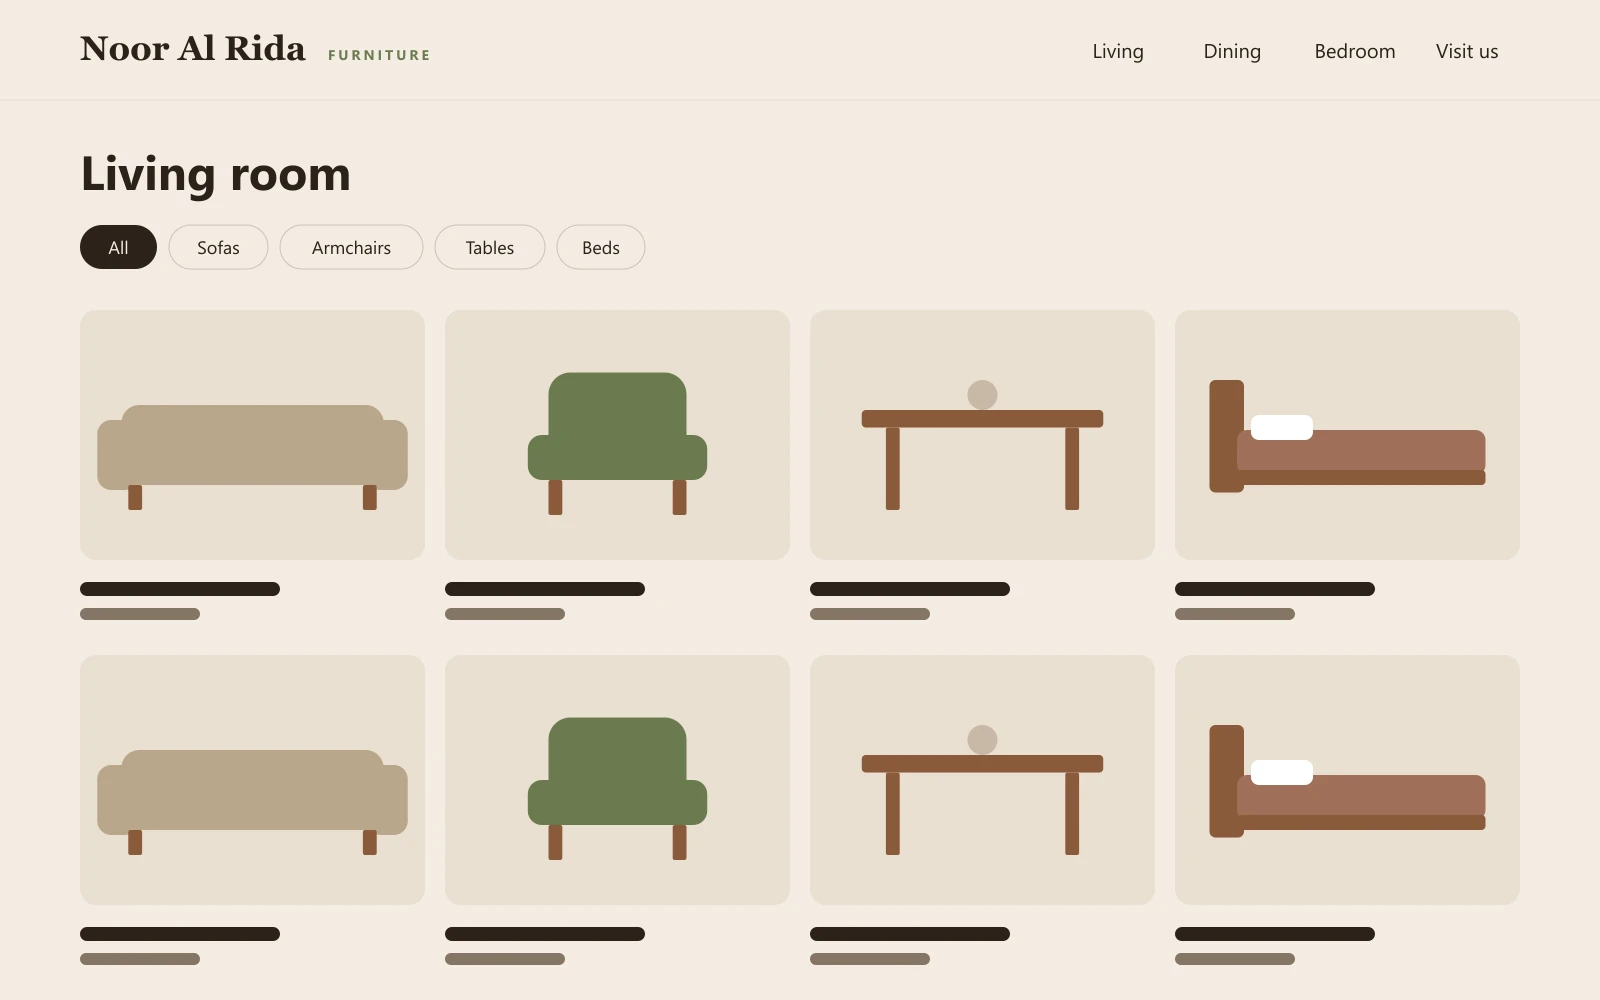 Noor Al Rida FURNITURE
Living Dining Bedroom Visit us
Living room
All Sofas Armchairs Tables Beds